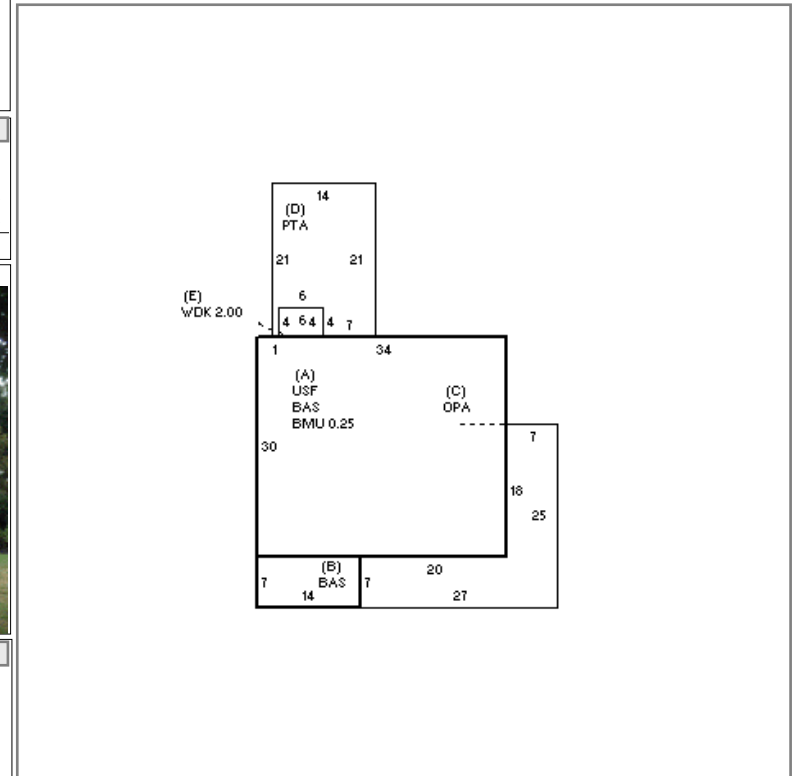 14
(D)
PTA
21 21
6
(E)
WDK 2.00
4 6 4 4 7
1 34
(A)
USF
BAS
BMU 0.25
(C)
OPA
7
30
18
25
(B)
BAS
7 7
14
20
27